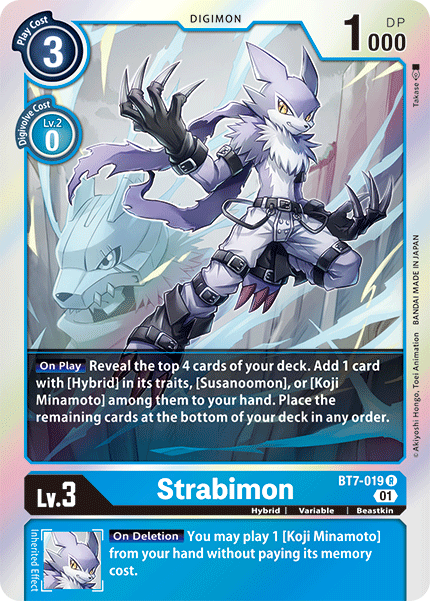 DIGIMON
Play Cost
3
DP
1000
Digivolve Cost
Lv.2
0
Takase
On Play Reveal the top 4 cards of your deck. Add 1 card
with [Hybrid] in its traits, [Susanoomon], or [Koji
Minamoto] among them to your hand. Place the
remaining cards at the bottom of your deck in any order.
© Akiyoshi Hongo, Toei Animation BANDAI MADE IN JAPAN
BT7-019 R
Lv.3
Strabimon
01
Hybrid | Variable | Beastkin
Inherited Effect
On Deletion You may play 1 [Koji Minamoto]
from your hand without paying its memory
cost.